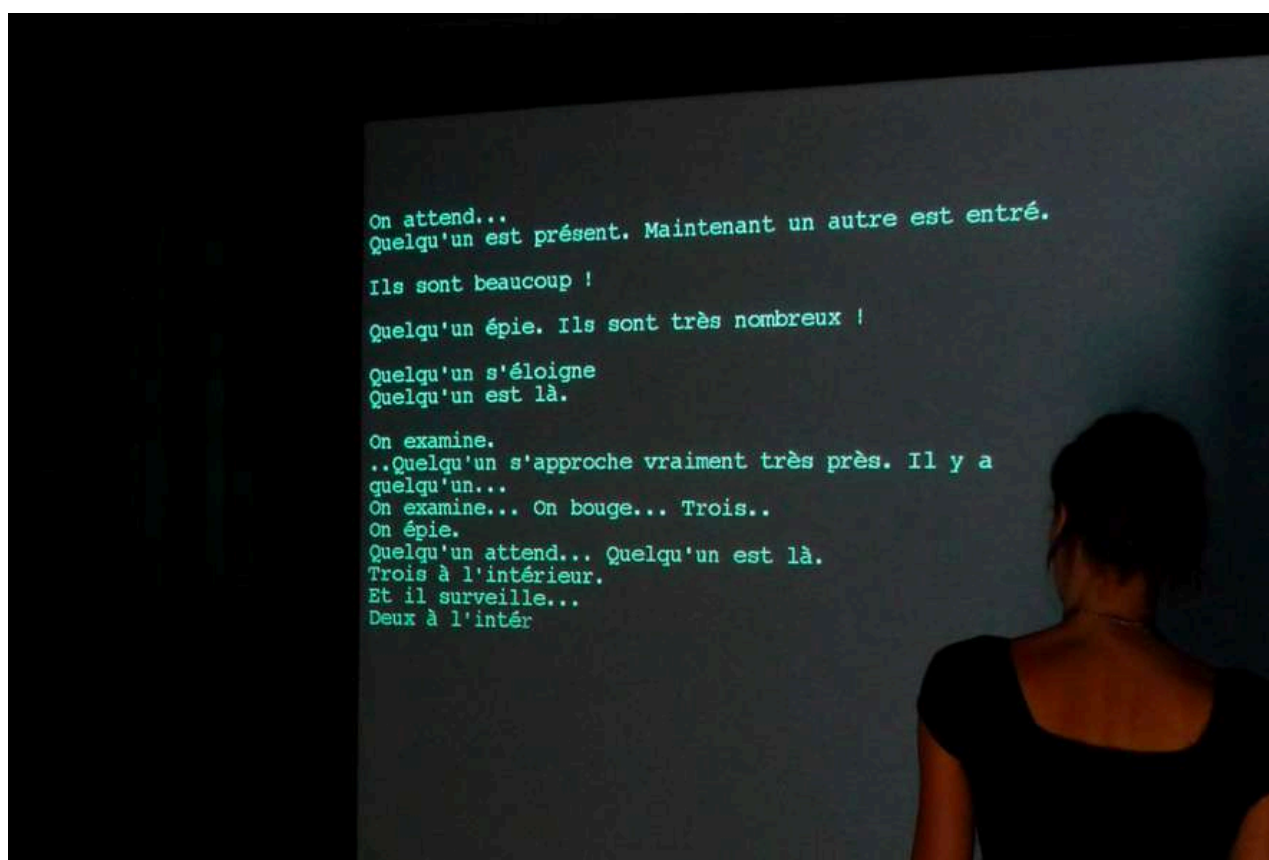 On attend...
Quelqu'un est présent. Maintenant un autre est entré.
Ils sont beaucoup !
Quelqu'un épie. Ils sont très nombreux !
Quelqu'un s'éloigne
Quelqu'un est là.
On examine.
..Quelqu'un s'approche vraiment très près. Il y a
quelqu'un...
On examine... On bouge... Trois..
On épie.
Quelqu'un attend... Quelqu'un est là.
Trois à l'intérieur.
Et il surveille...
Deux à l'intér